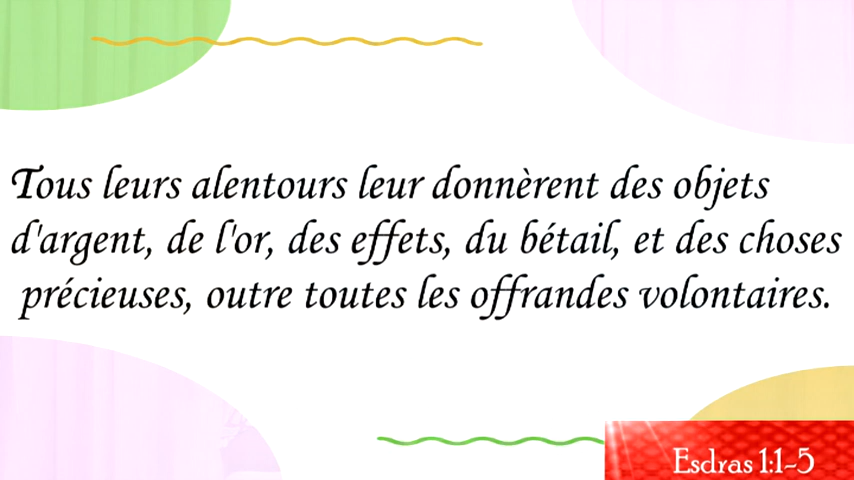 Tous leurs alentours leur donnèrent des objets
d'argent, de l'or, des effets, du bétail, et des choses
précieuses, outre toutes les offrandes volontaires.
Esdras 1:1-5